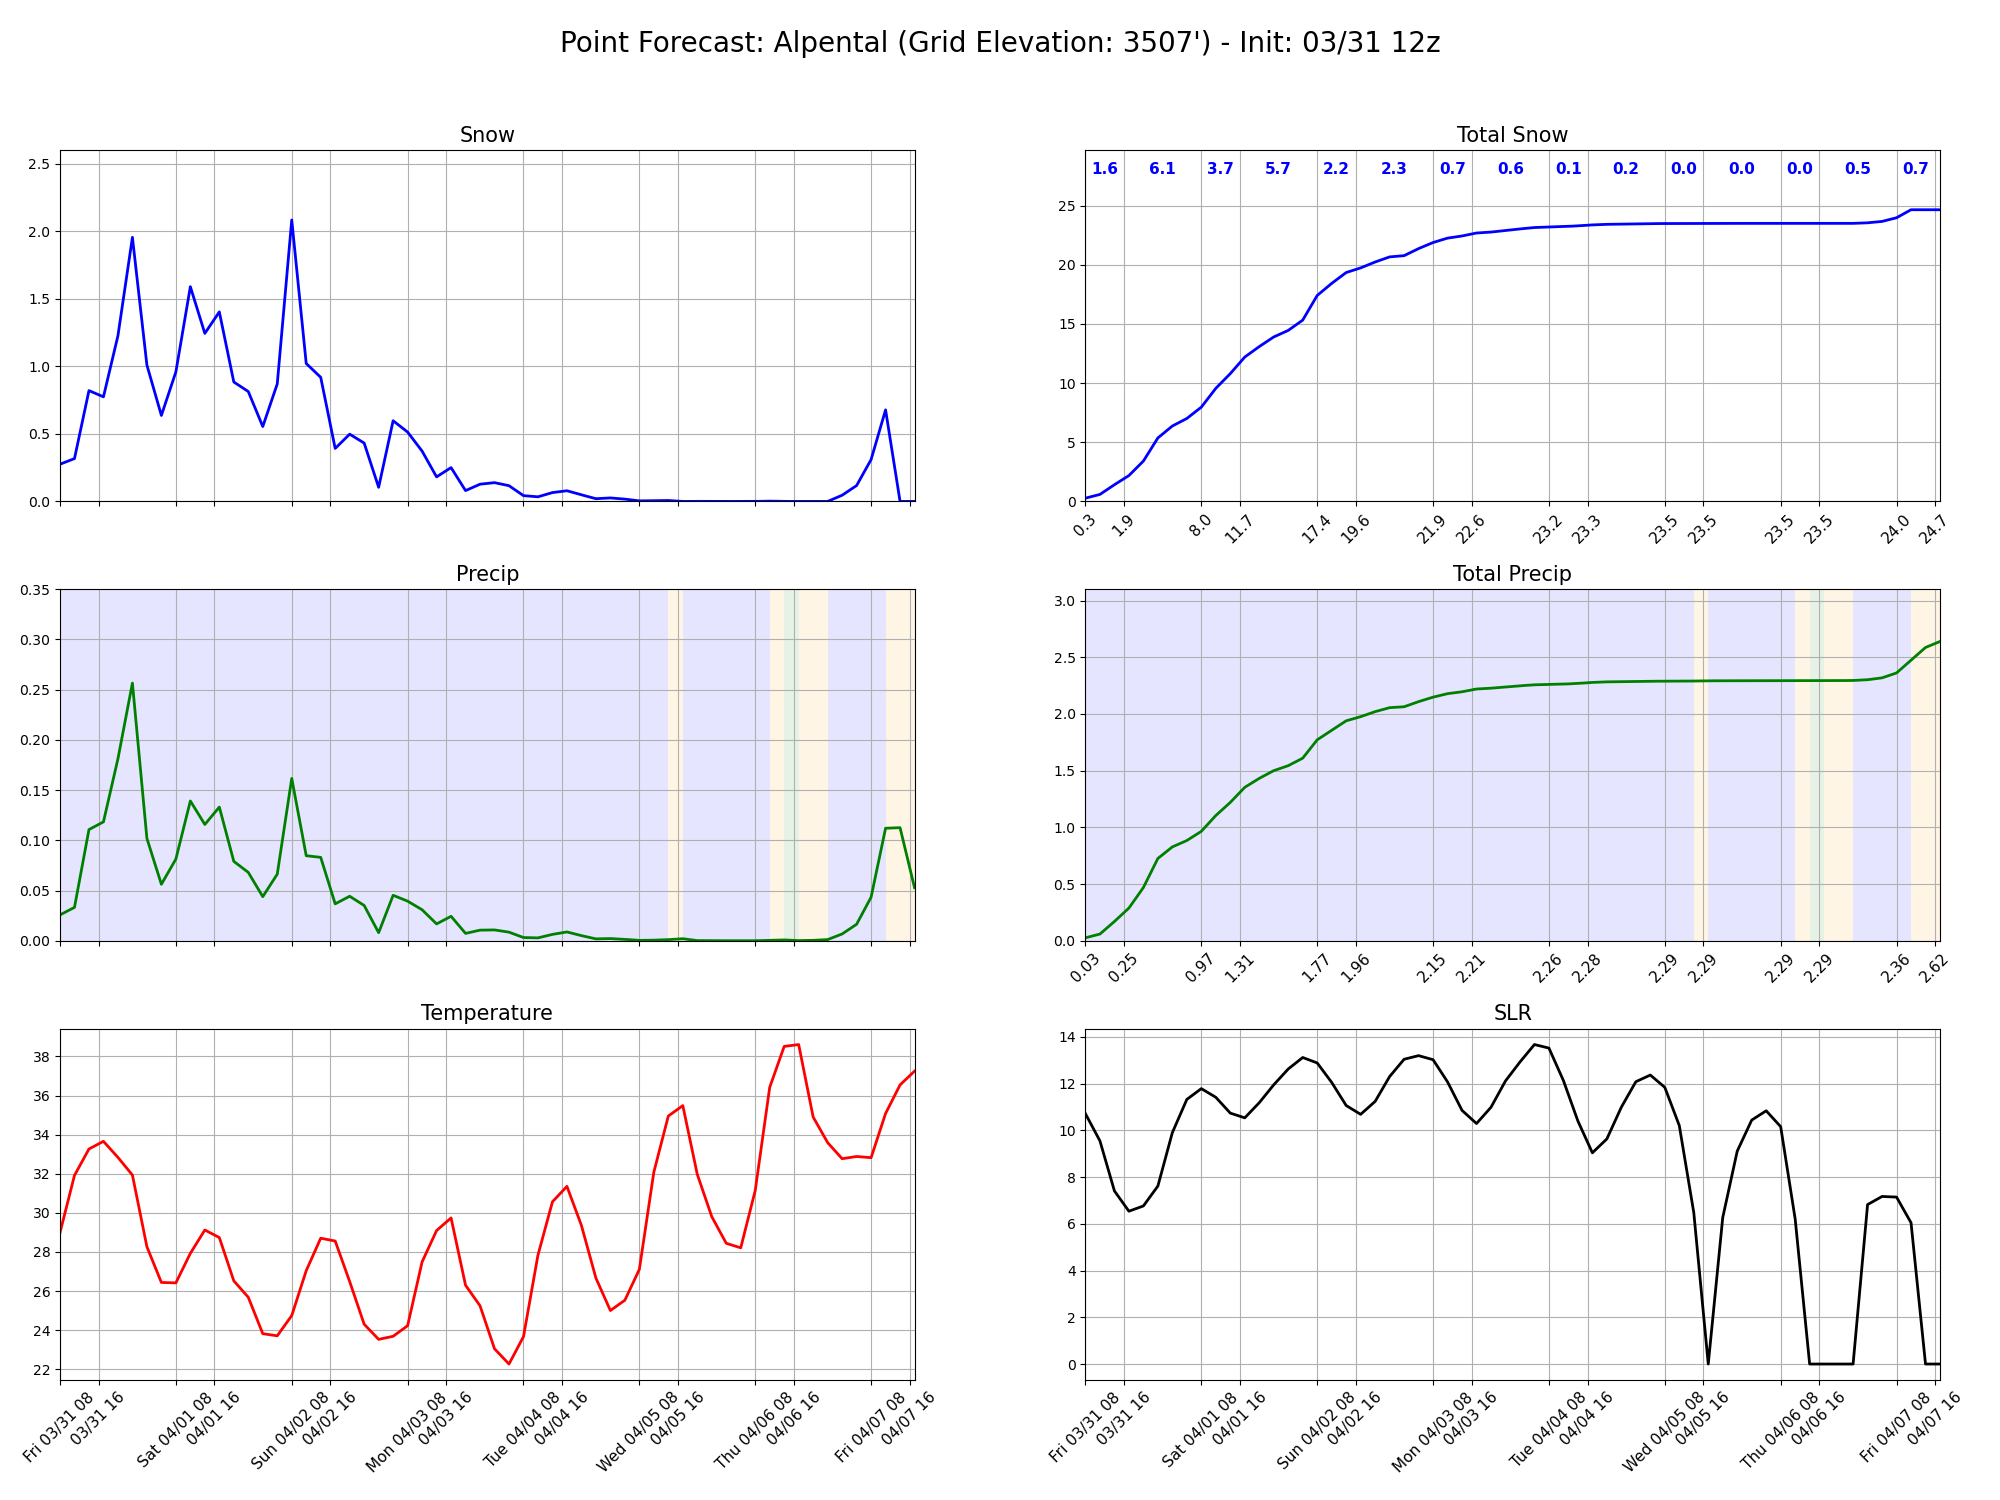 Point Forecast: Alpental (Grid Elevation: 3507') - Init: 03/31 12z
Snow
2.5
2.0
1.5
1.0
0.5
0.0
Total Snow
1.6 6.1 3.7 5.7 2.2 2.3 0.7 0.6 0.1 0.2 0.0 0.0 0.0 0.5 0.7
25
20
15
10
5
0
0.3 1.9 8.0 11.7 17.4 19.6 21.9 22.6 23.2 23.3 23.5 23.5 23.5 23.5 24.0 24.7
Precip
0.35
0.30
0.25
0.20
0.15
0.10
0.05
0.00
Total Precip
3.0
2.5
2.0
1.5
1.0
0.5
0.0
0.03 0.25 0.97 1.31 1.77 1.96 2.15 2.21 2.26 2.28 2.29 2.29 2.29 2.29 2.36 2.62
Temperature
38
36
34
32
30
28
26
24
22
Fri 03/31 08
03/31 16
Sat 04/01 08
04/01 16
Sun 04/02 08
04/02 16
Mon 04/03 08
04/03 16
Tue 04/04 08
04/04 16
Wed 04/05 08
04/05 16
Thu 04/06 08
04/06 16
Fri 04/07 08
04/07 16
SLR
14
12
10
8
6
4
2
0
Fri 03/31 08
03/31 16
Sat 04/01 08
04/01 16
Sun 04/02 08
04/02 16
Mon 04/03 08
04/03 16
Tue 04/04 08
04/04 16
Wed 04/05 08
04/05 16
Thu 04/06 08
04/06 16
Fri 04/07 08
04/07 16